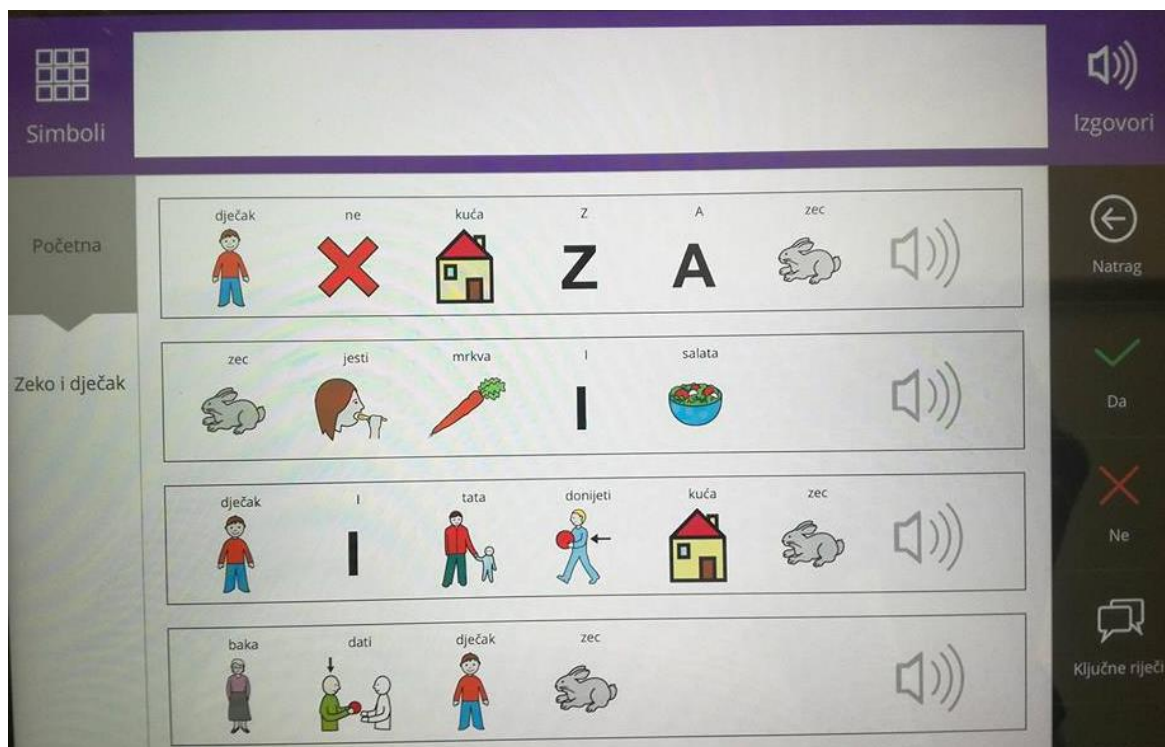 Simboli
Izgovori
Početna
Zeko i dječak
dječak ne kuća Z A zec
Z A
zec jesti mrkva I salata
I
dječak I tata donijeti kuća zec
I
baka dati dječak zec
Natrag
Da
Ne
Ključne riječi